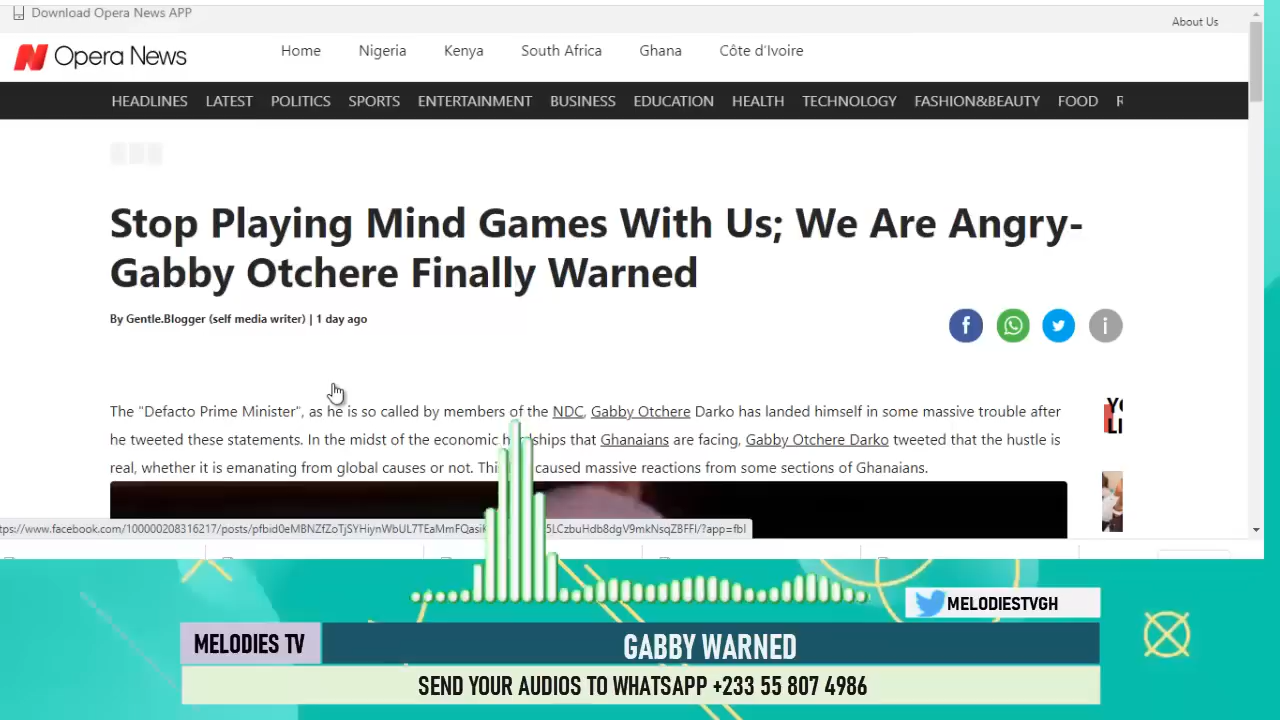 Download Opera News APP
About Us
Opera News
Home Nigeria Kenya South Africa Ghana Côte d'Ivoire
HEADLINES LATEST POLITICS SPORTS ENTERTAINMENT BUSINESS EDUCATION HEALTH TECHNOLOGY FASHION&BEAUTY FOOD
Stop Playing Mind Games With Us; We Are Angry-
Gabby Otchere Finally Warned
By Gentle.Blogger (self media writer) | 1 day ago
The "Defacto Prime Minister", as he is so called by members of the NDC, Gabby Otchere Darko has landed himself in some massive trouble after
he tweeted these statements. In the midst of the economic hardships that Ghanaians are facing, Gabby Otchere Darko tweeted that the hustle is
real, whether it is emanating from global causes or not. This caused massive reactions from some sections of Ghanaians.
MELODIESTVGH
MELODIES TV
GABBY WARNED
SEND YOUR AUDIOS TO WHATSAPP +233 55 807 4986